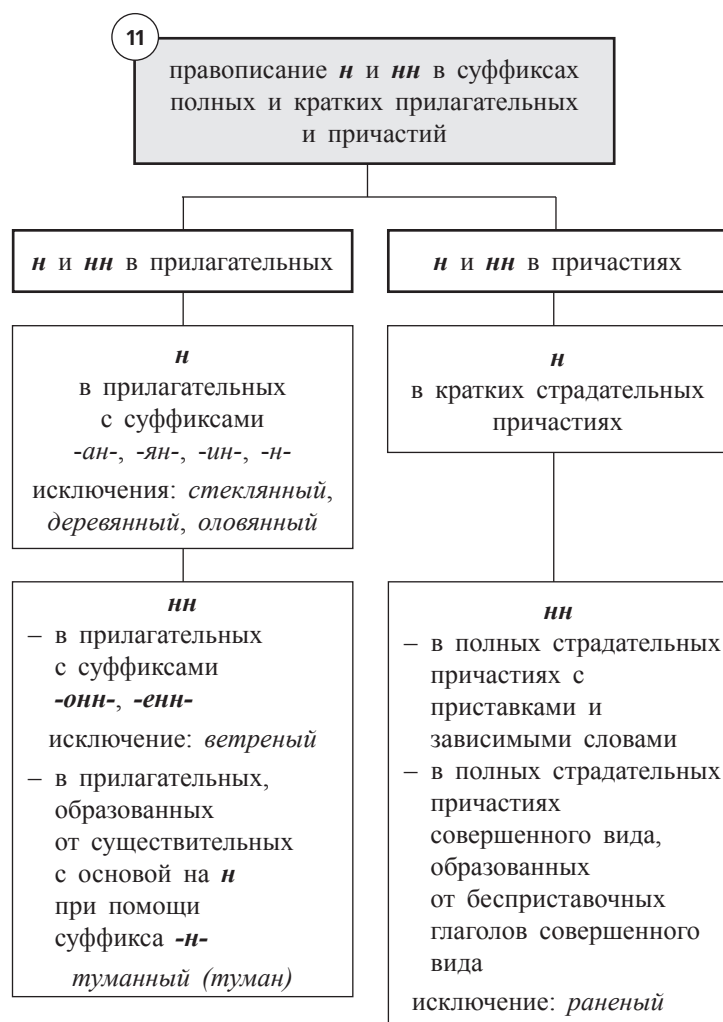 11
правописание н и нн в суффиксах
полных и кратких прилагательных
и причастий
н и нн в прилагательных
н
в прилагательных
с суффиксами
-ан-, -ян-, -ин-, -н-
исключения: стеклянный,
деревянный, оловянный
нн
– в прилагательных
с суффиксами
-онн-, -енн-
исключение: ветреный
– в прилагательных,
образованных
от существительных
с основой на н
при помощи
суффикса -н-
туманный (туман)
н и нн в причастиях
н
в кратких страдательных
причастиях
нн
– в полных страдательных
причастиях с
приставками и
зависимыми словами
– в полных страдательных
причастиях
совершенного вида,
образованных
от бесприставочных
глаголов совершенного
вида
исключение: раненый